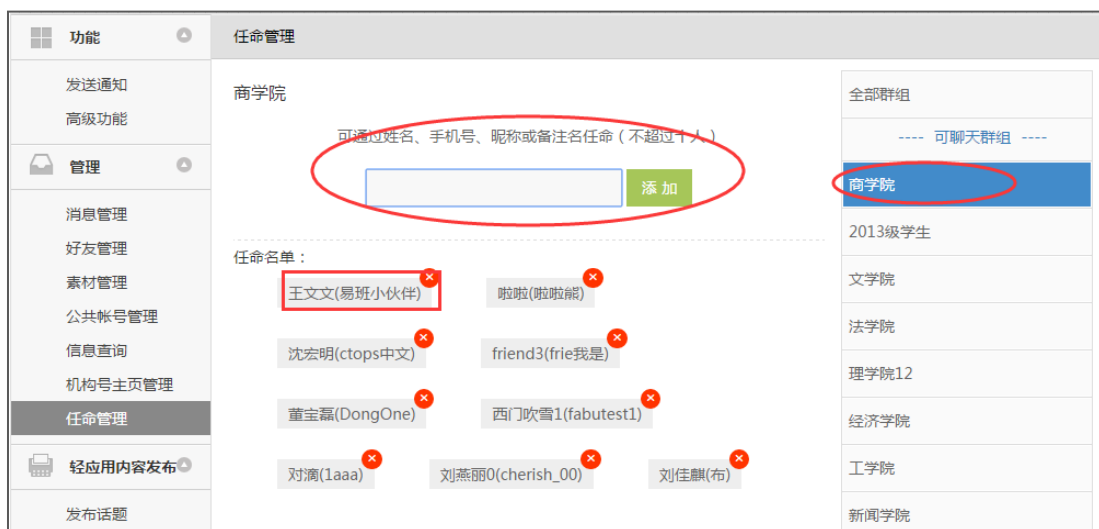 功能
发送通知
高级功能
管理
消息管理
好友管理
素材管理
公共帐号管理
信息查询
机构号主页管理
任命管理
轻应用内容发布
发布话题
任命管理
商学院
可通过姓名、手机号、昵称或备注名任命（不超过十人）
添 加
任命名单：
王文文(易班小伙伴)
啦啦(啦啦熊)
沈宏明(ctops中文)
friend3(frie我是)
董宝磊(DongOne)
西门吹雪1(fabutest1)
对滴(1aaa)
刘燕丽0(cherish_00)
刘佳麒(布)
全部群组
---- 可聊天群组 ----
商学院
2013级学生
文学院
法学院
理学院12
经济学院
工学院
新闻学院